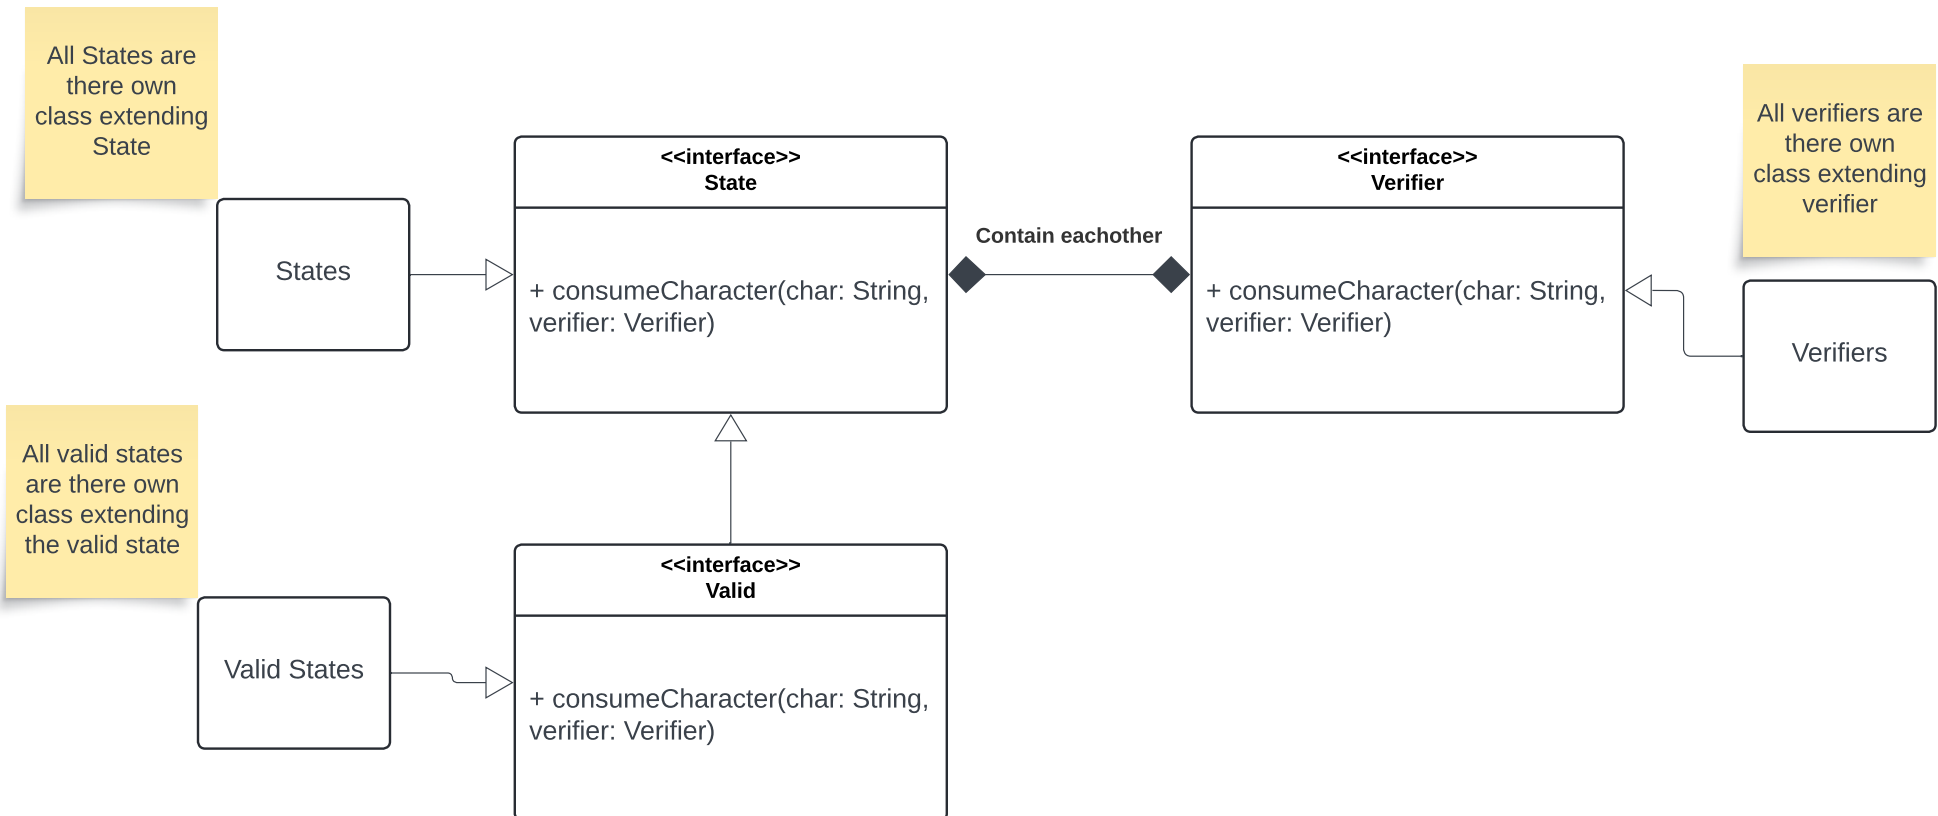 All States are
there own
class extending
State
States
<<interface>>
State
+ consumeCharacter(char: String,
verifier: Verifier)
Contain eachother
<<interface>>
Verifier
+ consumeCharacter(char: String,
verifier: Verifier)
All verifiers are
there own
class extending
verifier
Verifiers
All valid states
are there own
class extending
the valid state
Valid States
<<interface>>
Valid
+ consumeCharacter(char: String,
verifier: Verifier)